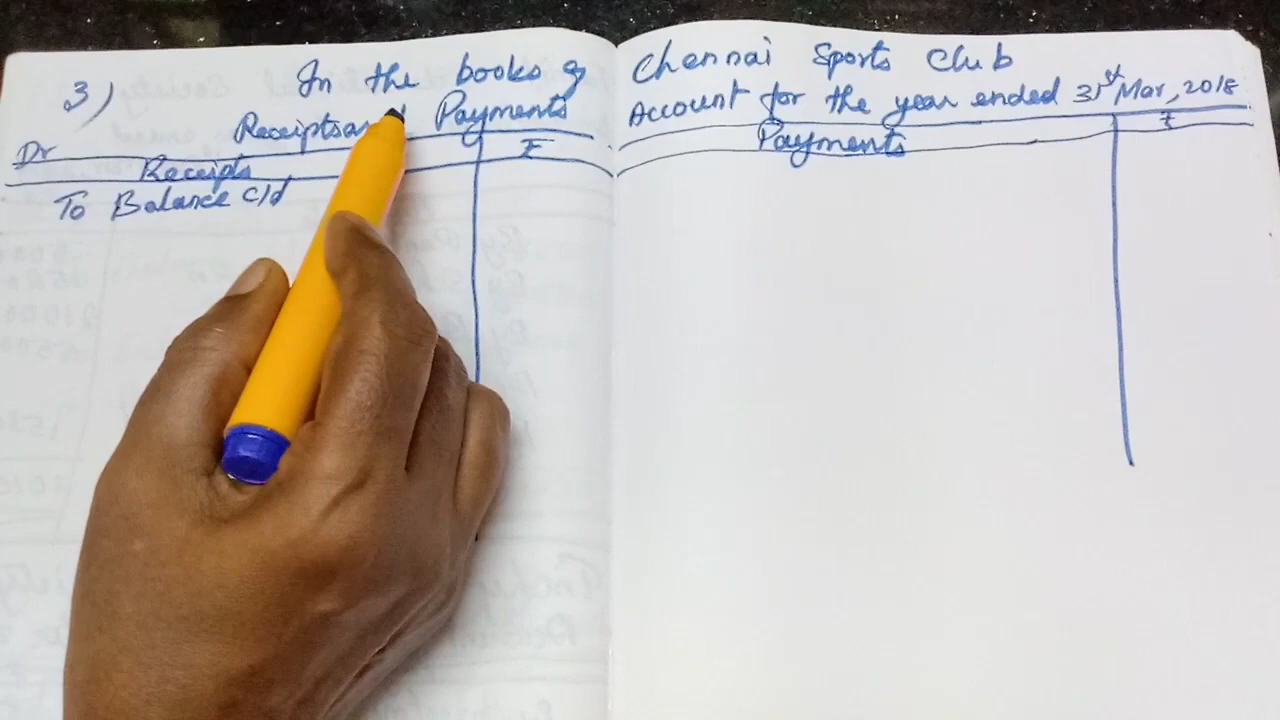 3)
In the books of Chennai Sports Club
Receipts and Payments Account for the year ended 31st Mar, 2018
Dr
Receipts ₹ Payments ₹
To Balance c/d